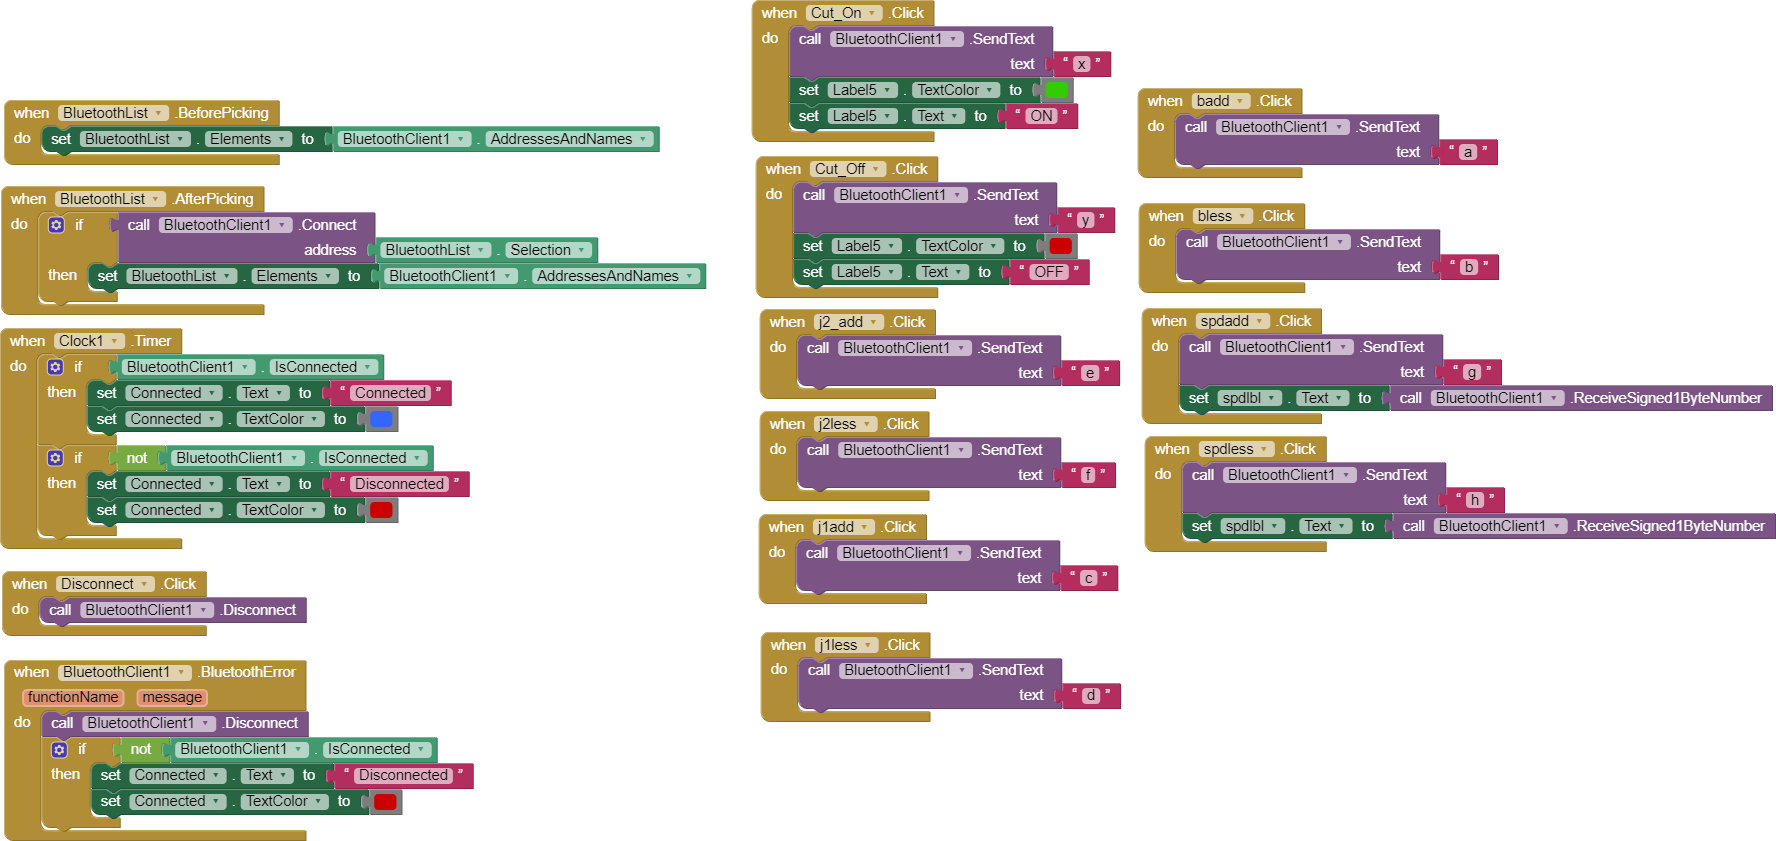 when BluetoothList .BeforePicking
do set BluetoothList . Elements to BluetoothClient1 . AddressesAndNames
when BluetoothList .AfterPicking
do if call BluetoothClient1 .Connect
address BluetoothList . Selection
then set BluetoothList . Elements to BluetoothClient1 . AddressesAndNames
when Clock1 .Timer
do if BluetoothClient1 . IsConnected
then set Connected . Text to “ Connected ”
set Connected . TextColor to
if not BluetoothClient1 . IsConnected
then set Connected . Text to “ Disconnected ”
set Connected . TextColor to
when Disconnect .Click
do call BluetoothClient1 .Disconnect
when BluetoothClient1 .BluetoothError
functionName message
do call BluetoothClient1 .Disconnect
if not BluetoothClient1 . IsConnected
then set Connected . Text to “ Disconnected ”
set Connected . TextColor to
when Cut_On .Click
do call BluetoothClient1 .SendText
text “ x ”
set Label5 . TextColor to
set Label5 . Text to “ ON ”
when Cut_Off .Click
do call BluetoothClient1 .SendText
text “ y ”
set Label5 . TextColor to
set Label5 . Text to “ OFF ”
when j2_add .Click
do call BluetoothClient1 .SendText
text “ e ”
when j2less .Click
do call BluetoothClient1 .SendText
text “ f ”
when j1add .Click
do call BluetoothClient1 .SendText
text “ c ”
when j1less .Click
do call BluetoothClient1 .SendText
text “ d ”
when badd .Click
do call BluetoothClient1 .SendText
text “ a ”
when bless .Click
do call BluetoothClient1 .SendText
text “ b ”
when spdadd .Click
do call BluetoothClient1 .SendText
text “ g ”
set spdlbl . Text to call BluetoothClient1 .ReceiveSigned1ByteNumber
when spdless .Click
do call BluetoothClient1 .SendText
text “ h ”
set spdlbl . Text to call BluetoothClient1 .ReceiveSigned1ByteNumber